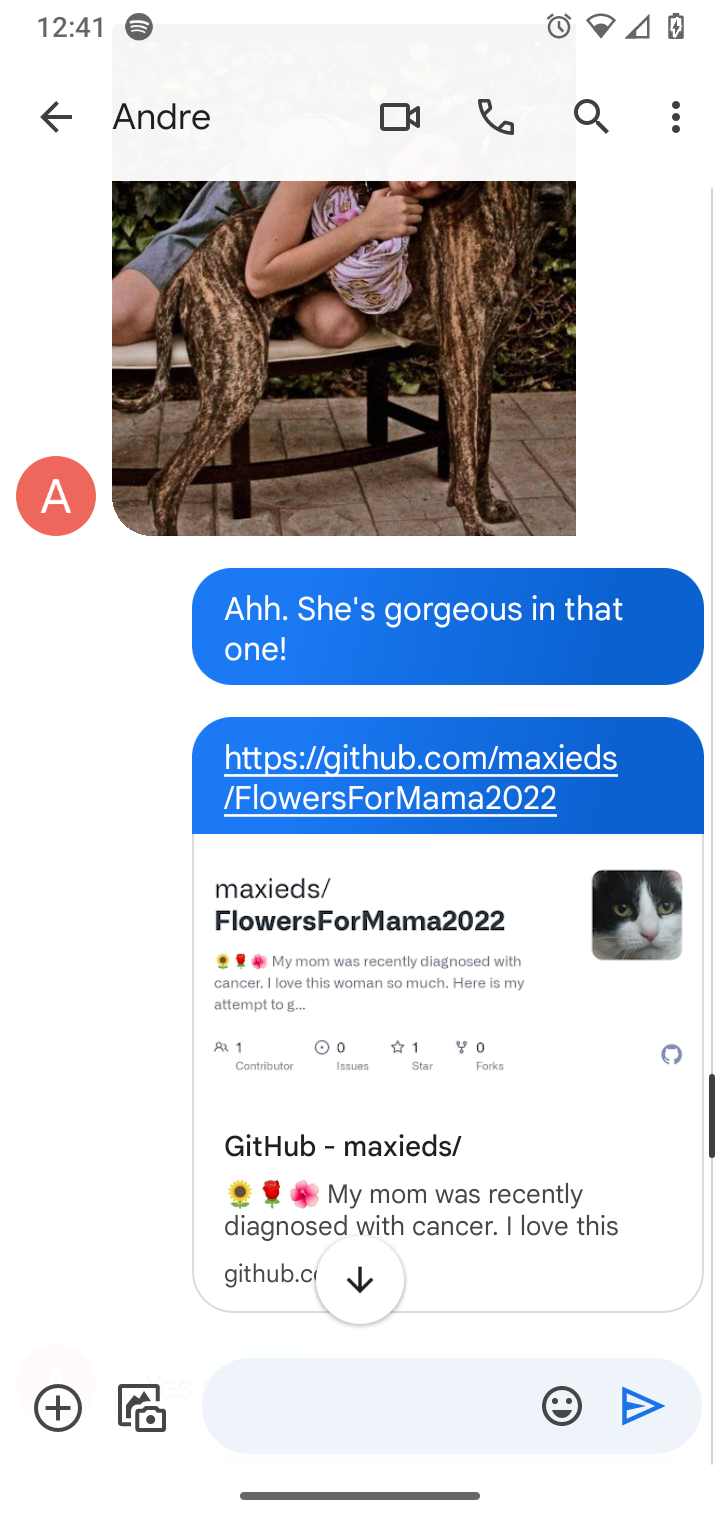 12:41
Andre
A
Ahh. She's gorgeous in that
one!
https://github.com/maxieds
/FlowersForMama2022
maxieds/
FlowersForMama2022
🌻🌹🌺 My mom was recently diagnosed with
cancer. I love this woman so much. Here is my
attempt to g...
1 0 1 0
Contributor Issues Star Forks
GitHub - maxieds/
🌻🌹🌺 My mom was recently
diagnosed with cancer. I love this
github.c